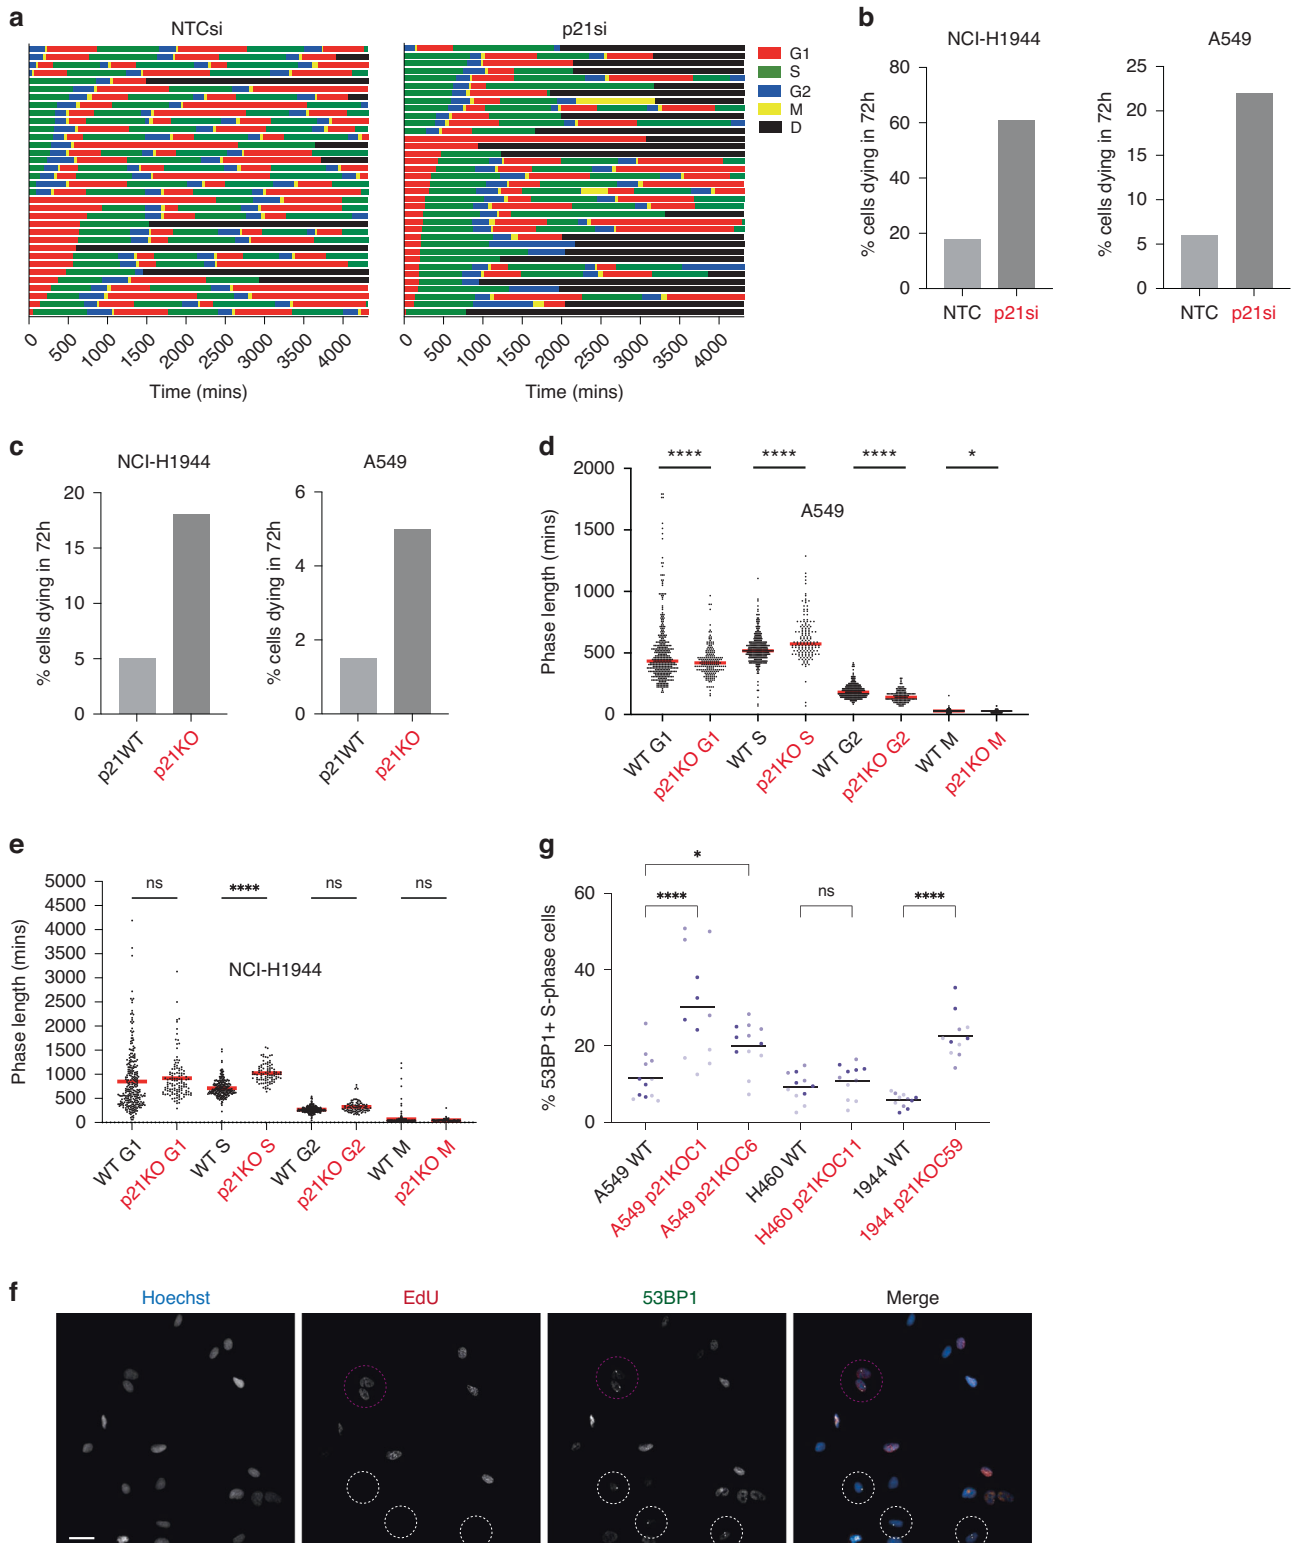 a
NTCsi
p21si
G1
S
G2
M
D
0 500 1000 1500 2000 2500 3000 3500 4000
Time (mins)
0 500 1000 1500 2000 2500 3000 3500 4000
Time (mins)
b
NCI-H1944
% cells dying in 72h
80
60
40
20
0
NTC p21si
A549
% cells dying in 72h
25
20
15
10
5
0
NTC p21si
c
NCI-H1944
% cells dying in 72h
20
15
10
5
0
p21WT
p21KO
A549
% cells dying in 72h
6
4
2
0
p21WT
p21KO
d
**** **** **** *
A549
Phase length (mins)
2000
1500
1000
500
0
WT G1
p21KO G1
WT S
p21KO S
WT G2
p21KO G2
WT M
p21KO M
e
ns **** ns ns
NCI-H1944
Phase length (mins)
5000
4500
4000
3500
3000
2500
2000
1500
1000
500
0
WT G1
p21KO G1
WT S
p21KO S
WT G2
p21KO G2
WT M
p21KO M
g
*
**** ns ****
% 53BP1+ S-phase cells
60
40
20
0
A549 WT
A549 p21KOC1
A549 p21KOC6
H460 WT
H460 p21KOC11
1944 WT
1944 p21KOC59
f
Hoechst
EdU
53BP1
Merge